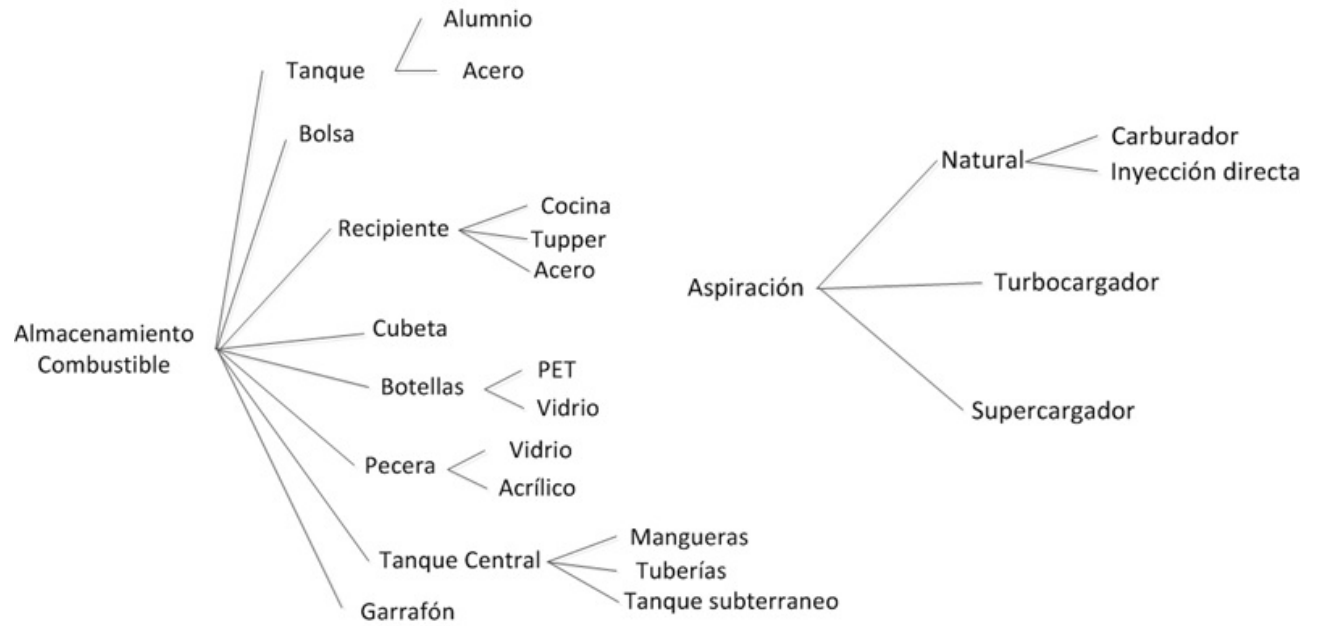 Almacenamiento
Combustible
Tanque
Alumnio
Acero
Bolsa
Recipiente
Cocina
Tupper
Acero
Cubeta
Botellas
PET
Vidrio
Pecera
Vidrio
Acrílico
Tanque Central
Mangueras
Tuberías
Tanque subterraneo
Garrafón
Aspiración
Natural
Carburador
Inyección directa
Turbocargador
Supercargador